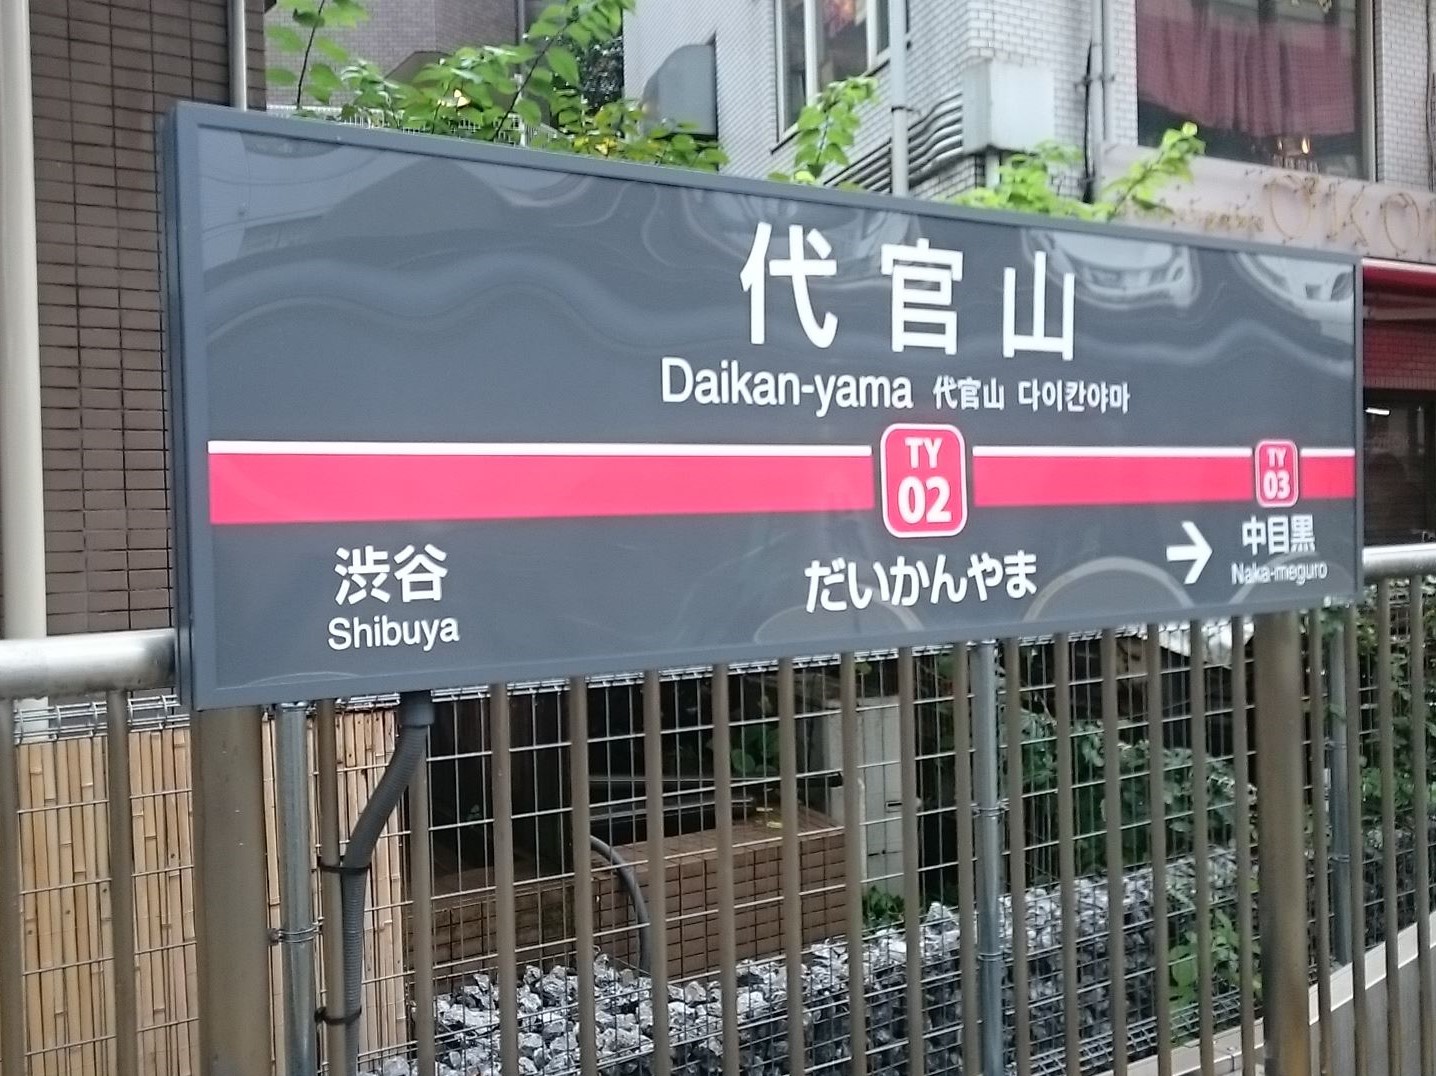 代官山
Daikan-yama 代官山 다이칸야마
TY
02
TY
03
渋谷
Shibuya
だいかんやま
→ 中目黒
Naka-meguro